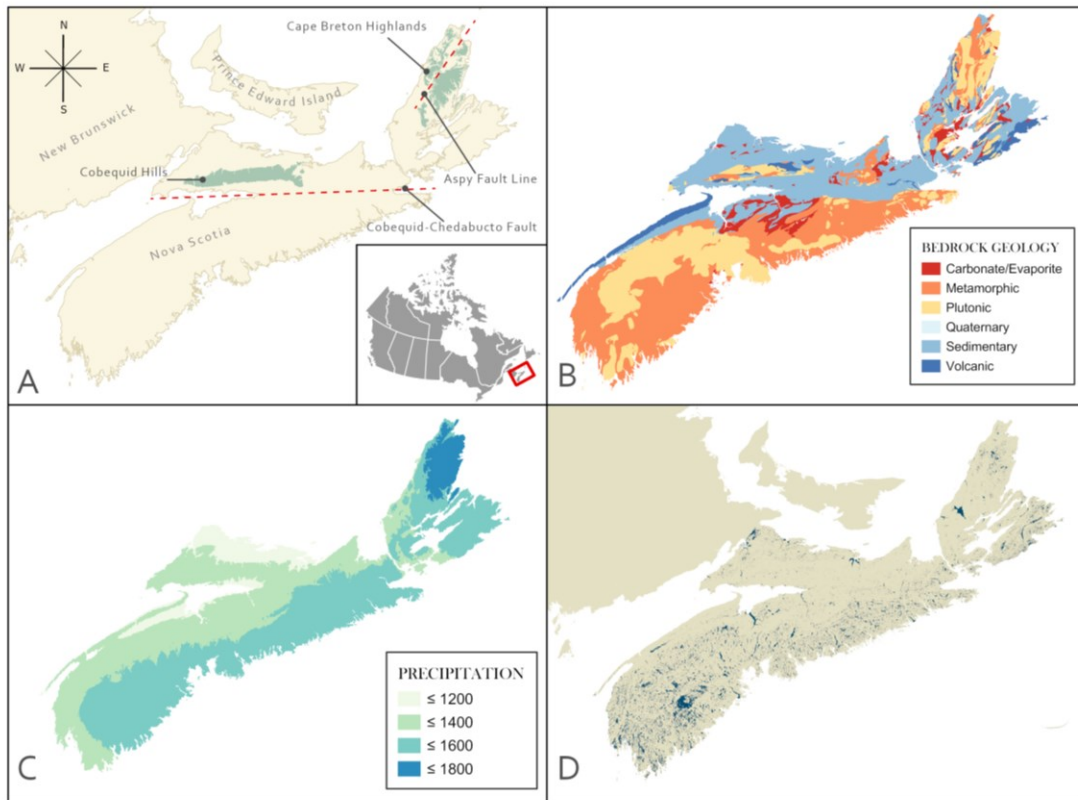 Cape Breton Highlands
N
W
E
S
Prince Edward Island
New Brunswick
Cobequid Hills
Aspy Fault Line
Cobequid-Chedabucto Fault
Nova Scotia
A
BEDROCK GEOLOGY
Carbonate/Evaporite
Metamorphic
Plutonic
Quaternary
Sedimentary
Volcanic
B
PRECIPITATION
≤ 1200
≤ 1400
≤ 1600
≤ 1800
C
D